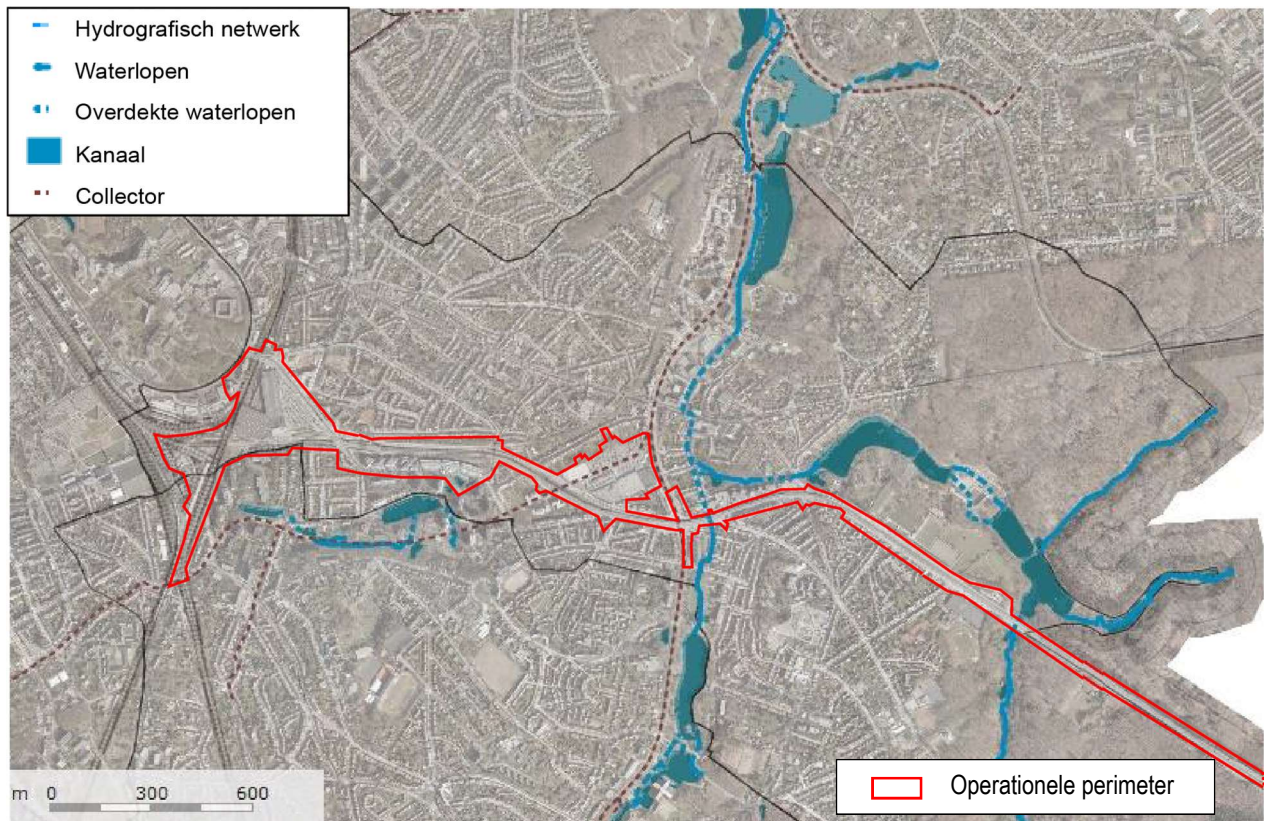 Hydrografisch netwerk
Waterlopen
Overdekte waterlopen
Kanaal
Collector
m 0 300 600
Operationele perimeter